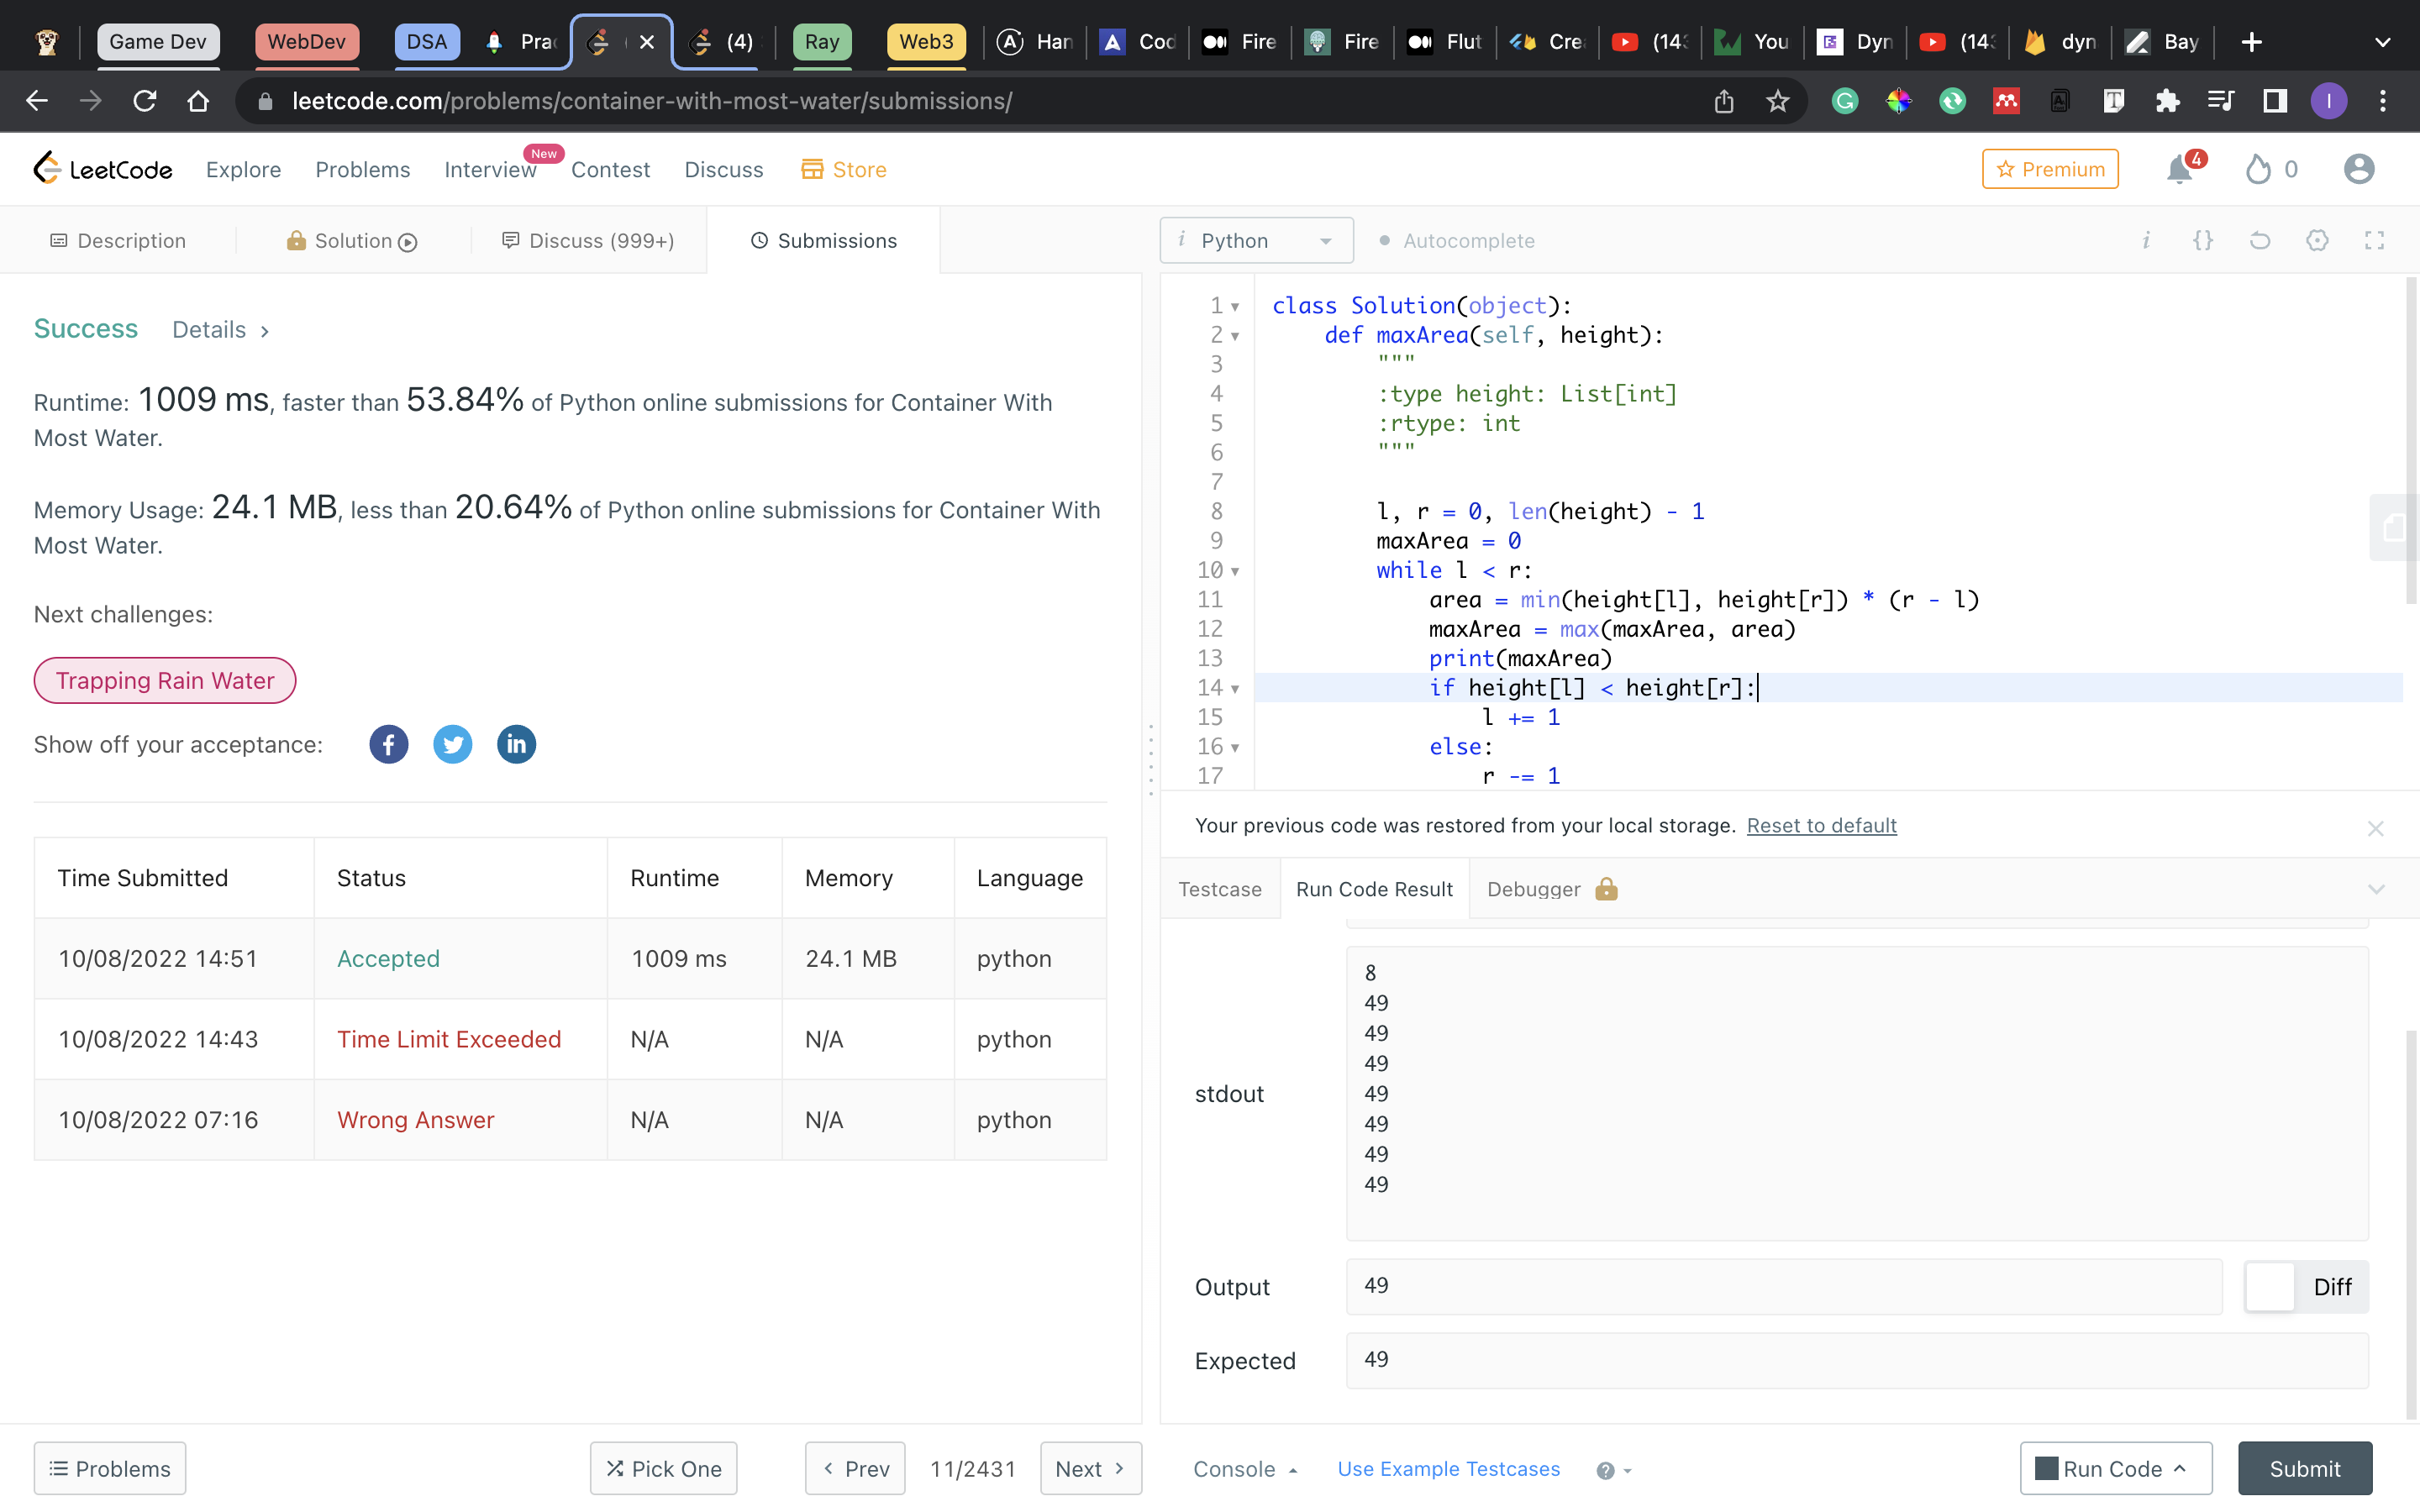 Game Dev WebDev DSA Prac (4) Ray Web3 Han Cod Fire Fire Flut Crea (143 You Dyn (143 dyn Bay
leetcode.com/problems/container-with-most-water/submissions/
LeetCode Explore Problems Interview New Contest Discuss Store Premium 4 0
Description Solution Discuss (999+) Submissions
Success Details
Runtime: 1009 ms, faster than 53.84% of Python online submissions for Container With
Most Water.
Memory Usage: 24.1 MB, less than 20.64% of Python online submissions for Container With
Most Water.
Next challenges:
Trapping Rain Water
Show off your acceptance:
Time Submitted Status Runtime Memory Language
10/08/2022 14:51 Accepted 1009 ms 24.1 MB python
10/08/2022 14:43 Time Limit Exceeded N/A N/A python
10/08/2022 07:16 Wrong Answer N/A N/A python
Problems Pick One Prev 11/2431 Next
Python Autocomplete
1 class Solution(object):
2 def maxArea(self, height):
3 """
4 :type height: List[int]
5 :rtype: int
6 """
7
8 l, r = 0, len(height) - 1
9 maxArea = 0
10 while l < r:
11 area = min(height[l], height[r]) * (r - l)
12 maxArea = max(maxArea, area)
13 print(maxArea)
14 if height[l] < height[r]:
15 l += 1
16 else:
17 r -= 1
Your previous code was restored from your local storage. Reset to default
Testcase Run Code Result Debugger
stdout
8
49
49
49
49
49
49
49
Output 49 Diff
Expected 49
Console Use Example Testcases Run Code Submit